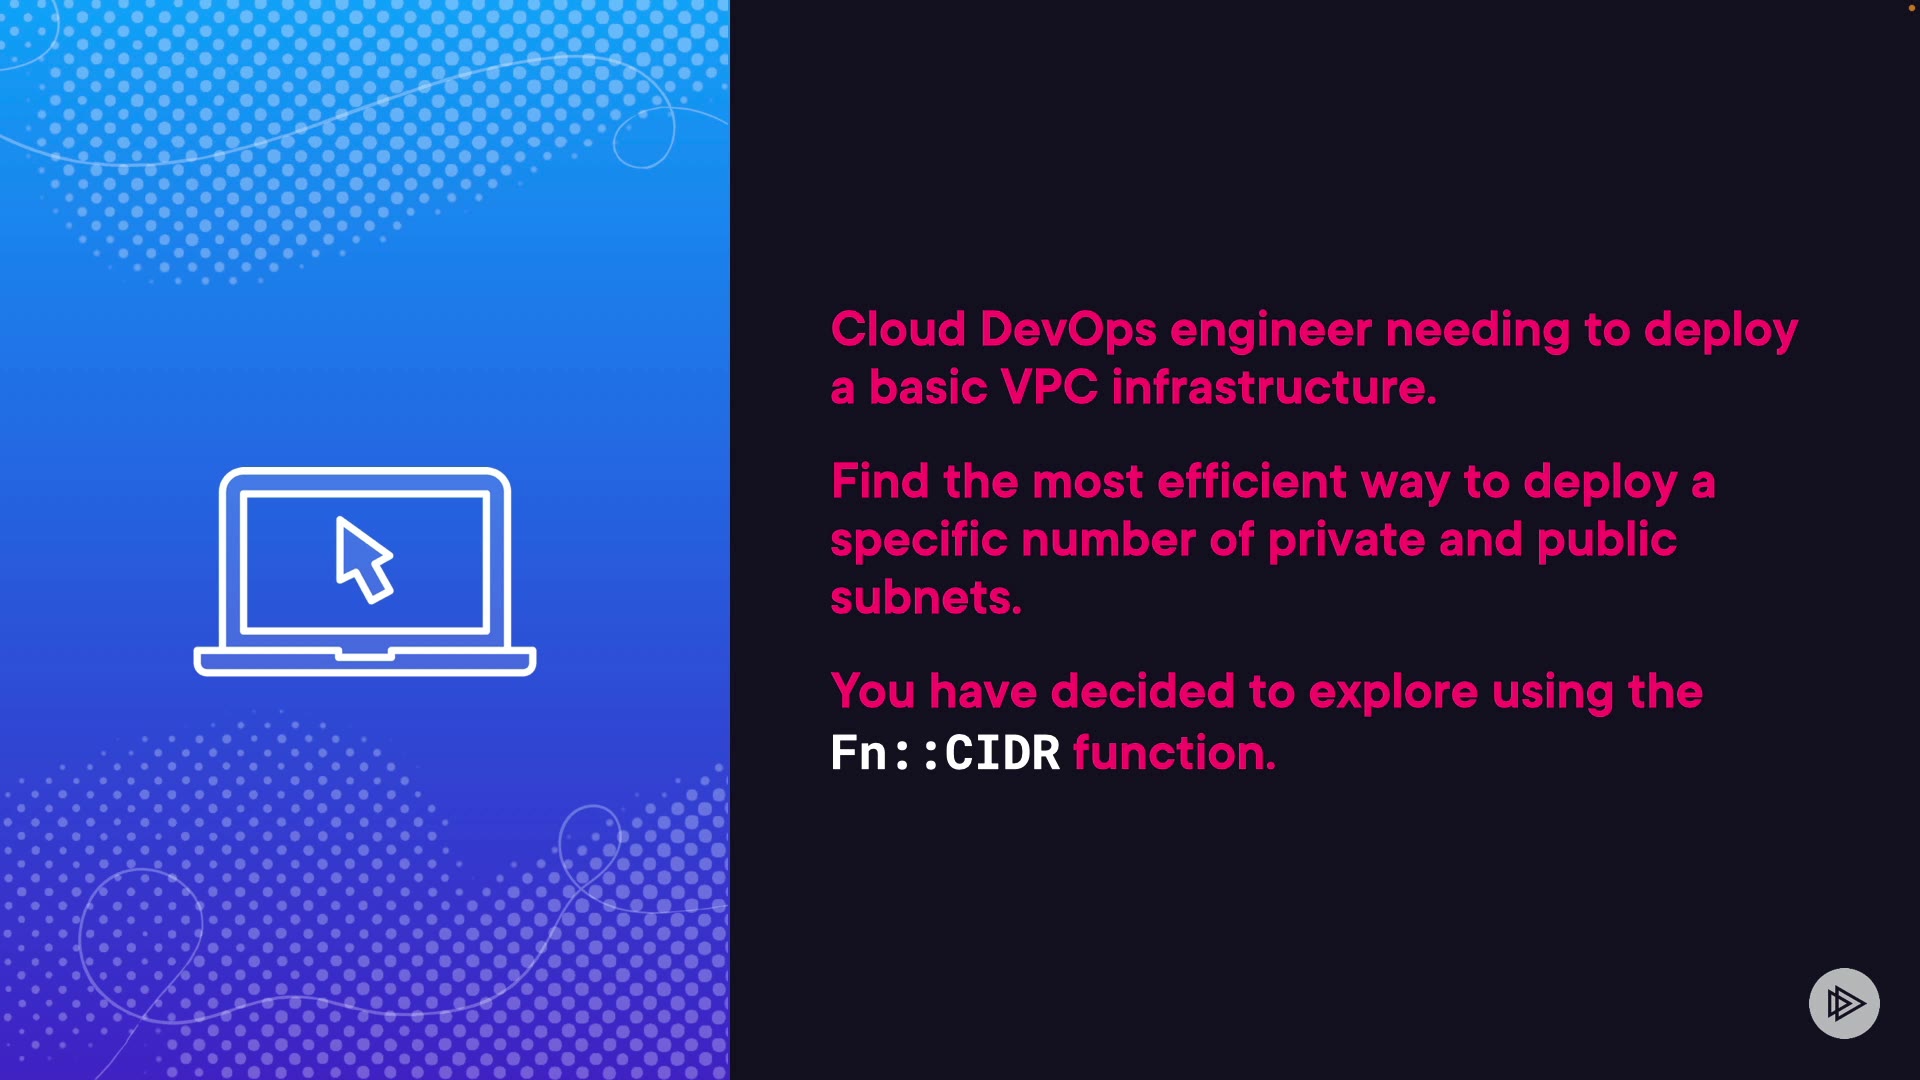 Cloud DevOps engineer needing to deploy
a basic VPC infrastructure.
Find the most efficient way to deploy a
specific number of private and public
subnets.
You have decided to explore using the
Fn::CIDR function.